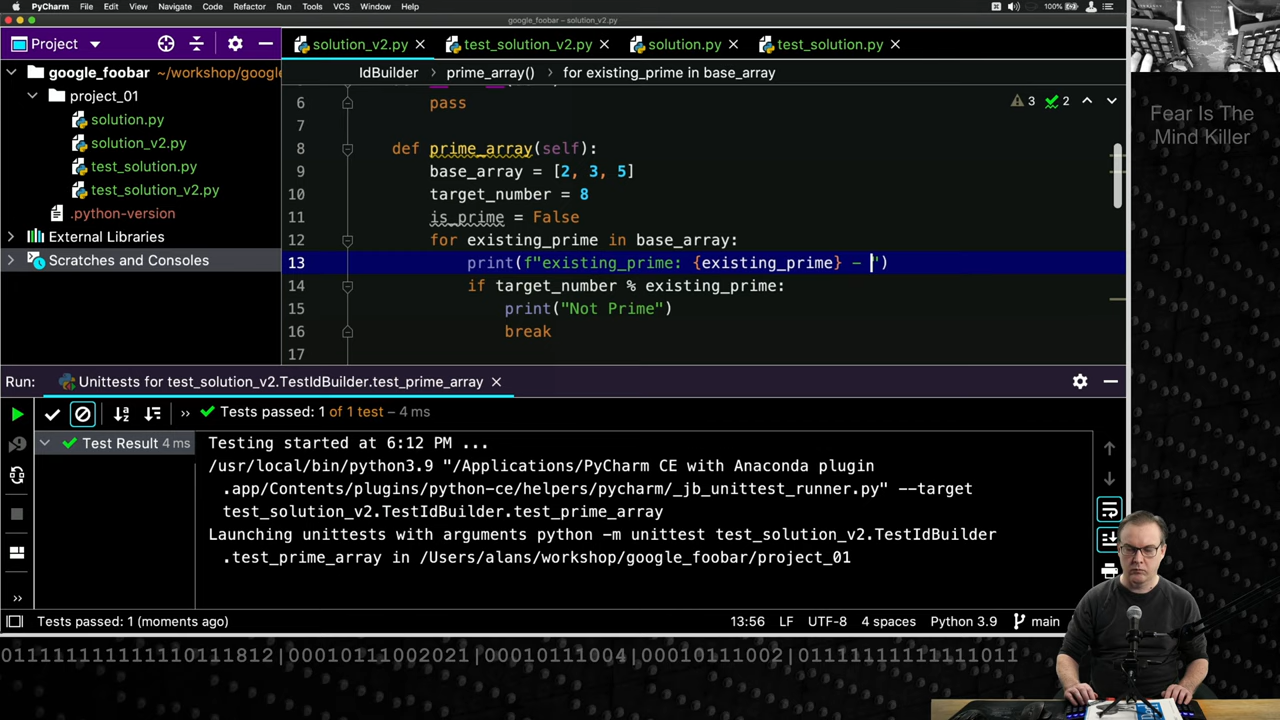 PyCharm File Edit View Navigate Code Refactor Run Tools VCS Window Help 100%
google_foobar – solution_v2.py
Project
solution_v2.py test_solution_v2.py solution.py test_solution.py
google_foobar ~/workshop/google
project_01
solution.py
solution_v2.py
test_solution.py
test_solution_v2.py
.python-version
External Libraries
Scratches and Consoles
IdBuilder prime_array() for existing_prime in base_array
3 2
6 pass
7
8 def prime_array(self):
9 base_array = [2, 3, 5]
10 target_number = 8
11 is_prime = False
12 for existing_prime in base_array:
13 print(f"existing_prime: {existing_prime} - ")
14 if target_number % existing_prime:
15 print("Not Prime")
16 break
17
Fear Is The
Mind Killer
Run: Unittests for test_solution_v2.TestIdBuilder.test_prime_array
Tests passed: 1 of 1 test – 4 ms
Test Result 4 ms
Testing started at 6:12 PM ...
/usr/local/bin/python3.9 "/Applications/PyCharm CE with Anaconda plugin
.app/Contents/plugins/python-ce/helpers/pycharm/_jb_unittest_runner.py" --target
test_solution_v2.TestIdBuilder.test_prime_array
Launching unittests with arguments python -m unittest test_solution_v2.TestIdBuilder
.test_prime_array in /Users/alans/workshop/google_foobar/project_01
Tests passed: 1 (moments ago) 13:56 LF UTF-8 4 spaces Python 3.9 main
01111111111111101111812|00010111002021|00010111004|00010111002|01111111111111011